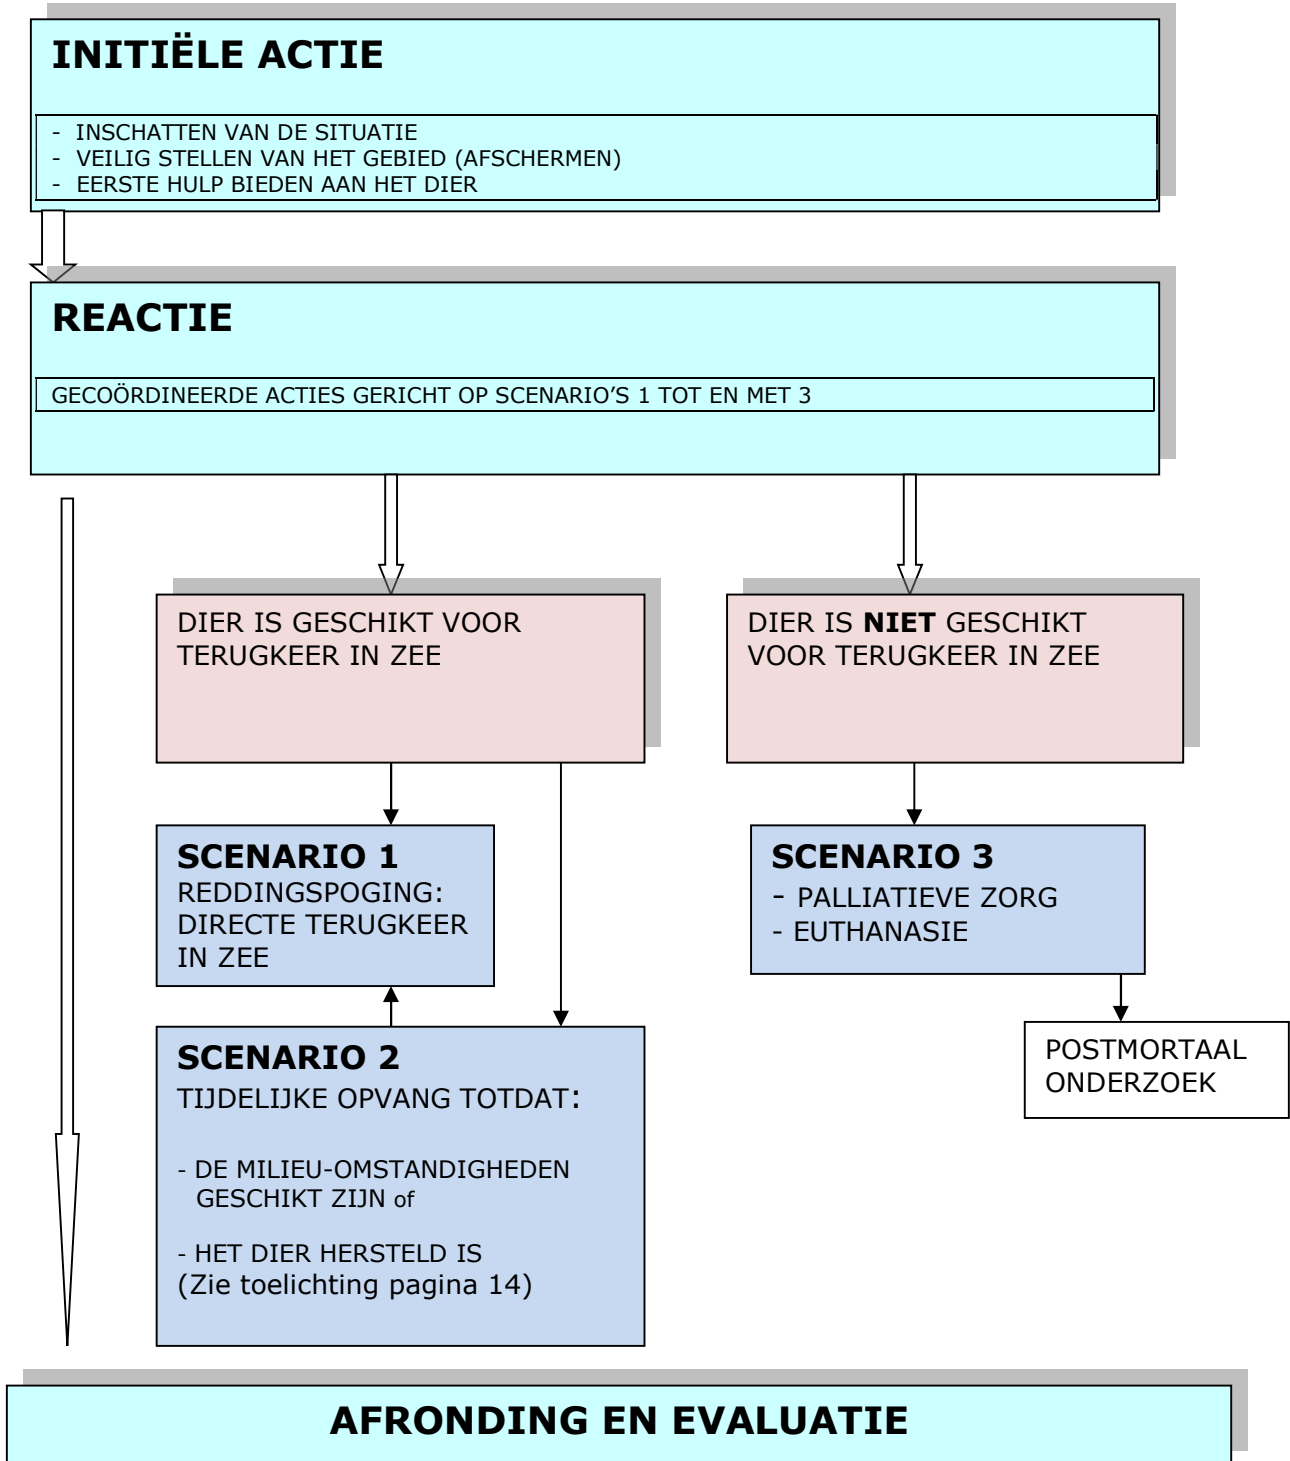 INITIËLE ACTIE
- INSCHATTEN VAN DE SITUATIE
- VEILIG STELLEN VAN HET GEBIED (AFSCHERMEN)
- EERSTE HULP BIEDEN AAN HET DIER
REACTIE
GECOÖRDINEERDE ACTIES GERICHT OP SCENARIO’S 1 TOT EN MET 3
DIER IS GESCHIKT VOOR
TERUGKEER IN ZEE
DIER IS NIET GESCHIKT
VOOR TERUGKEER IN ZEE
SCENARIO 1
REDDINGSPOGING:
DIRECTE TERUGKEER
IN ZEE
SCENARIO 3
- PALLIATIEVE ZORG
- EUTHANASIE
SCENARIO 2
TIJDELIJKE OPVANG TOTDAT:
- DE MILIEU-OMSTANDIGHEDEN
GESCHIKT ZIJN of
- HET DIER HERSTELD IS
(Zie toelichting pagina 14)
POSTMORTAAL
ONDERZOEK
AFRONDING EN EVALUATIE